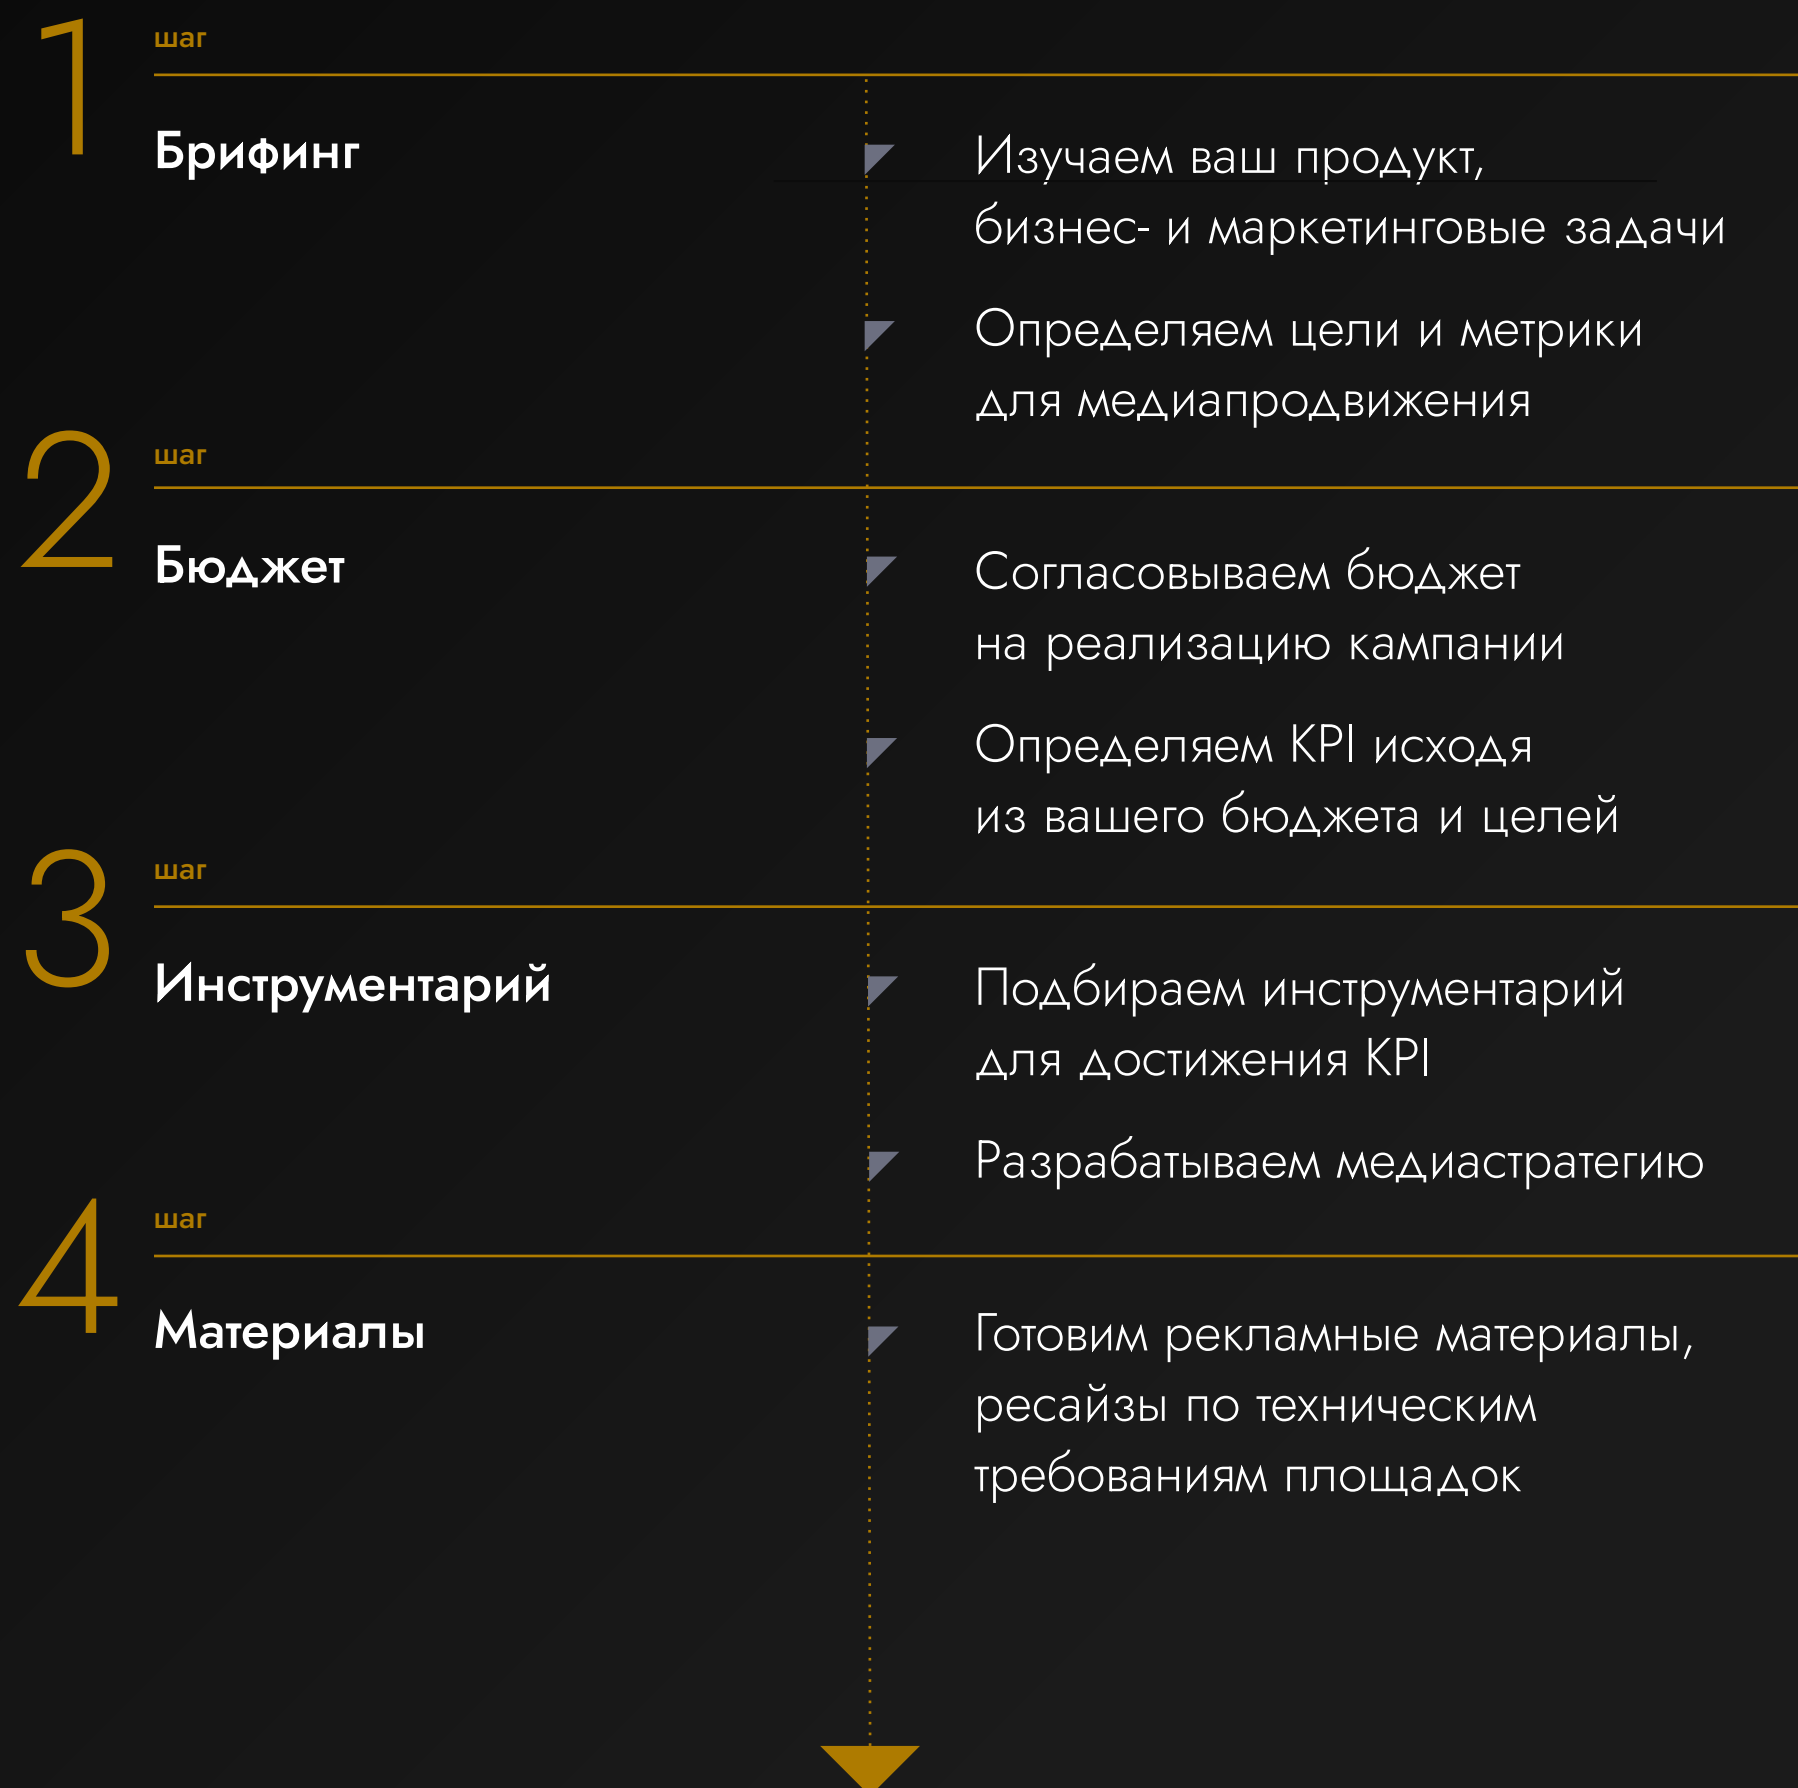 1
шаг
Брифинг
Изучаем ваш продукт,
бизнес- и маркетинговые задачи
Определяем цели и метрики
для медиапродвижения
2
шаг
Бюджет
Согласовываем бюджет
на реализацию кампании
Определяем KPI исходя
из вашего бюджета и целей
3
шаг
Инструментарий
Подбираем инструментарий
для достижения KPI
Разрабатываем медиастратегию
4
шаг
Материалы
Готовим рекламные материалы,
ресайзы по техническим
требованиям площадок